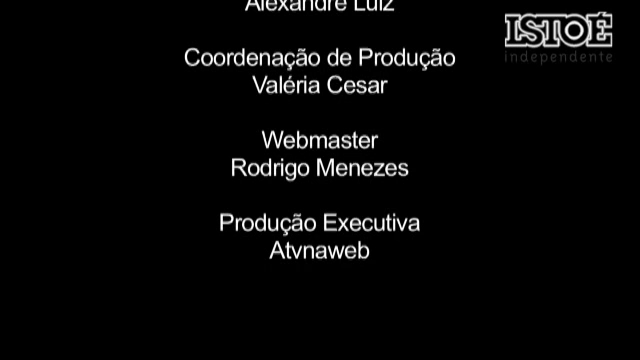 Alexandre Luiz
ISTOÉ
independente
Coordenação de Produção
Valéria Cesar
Webmaster
Rodrigo Menezes
Produção Executiva
Atvnaweb